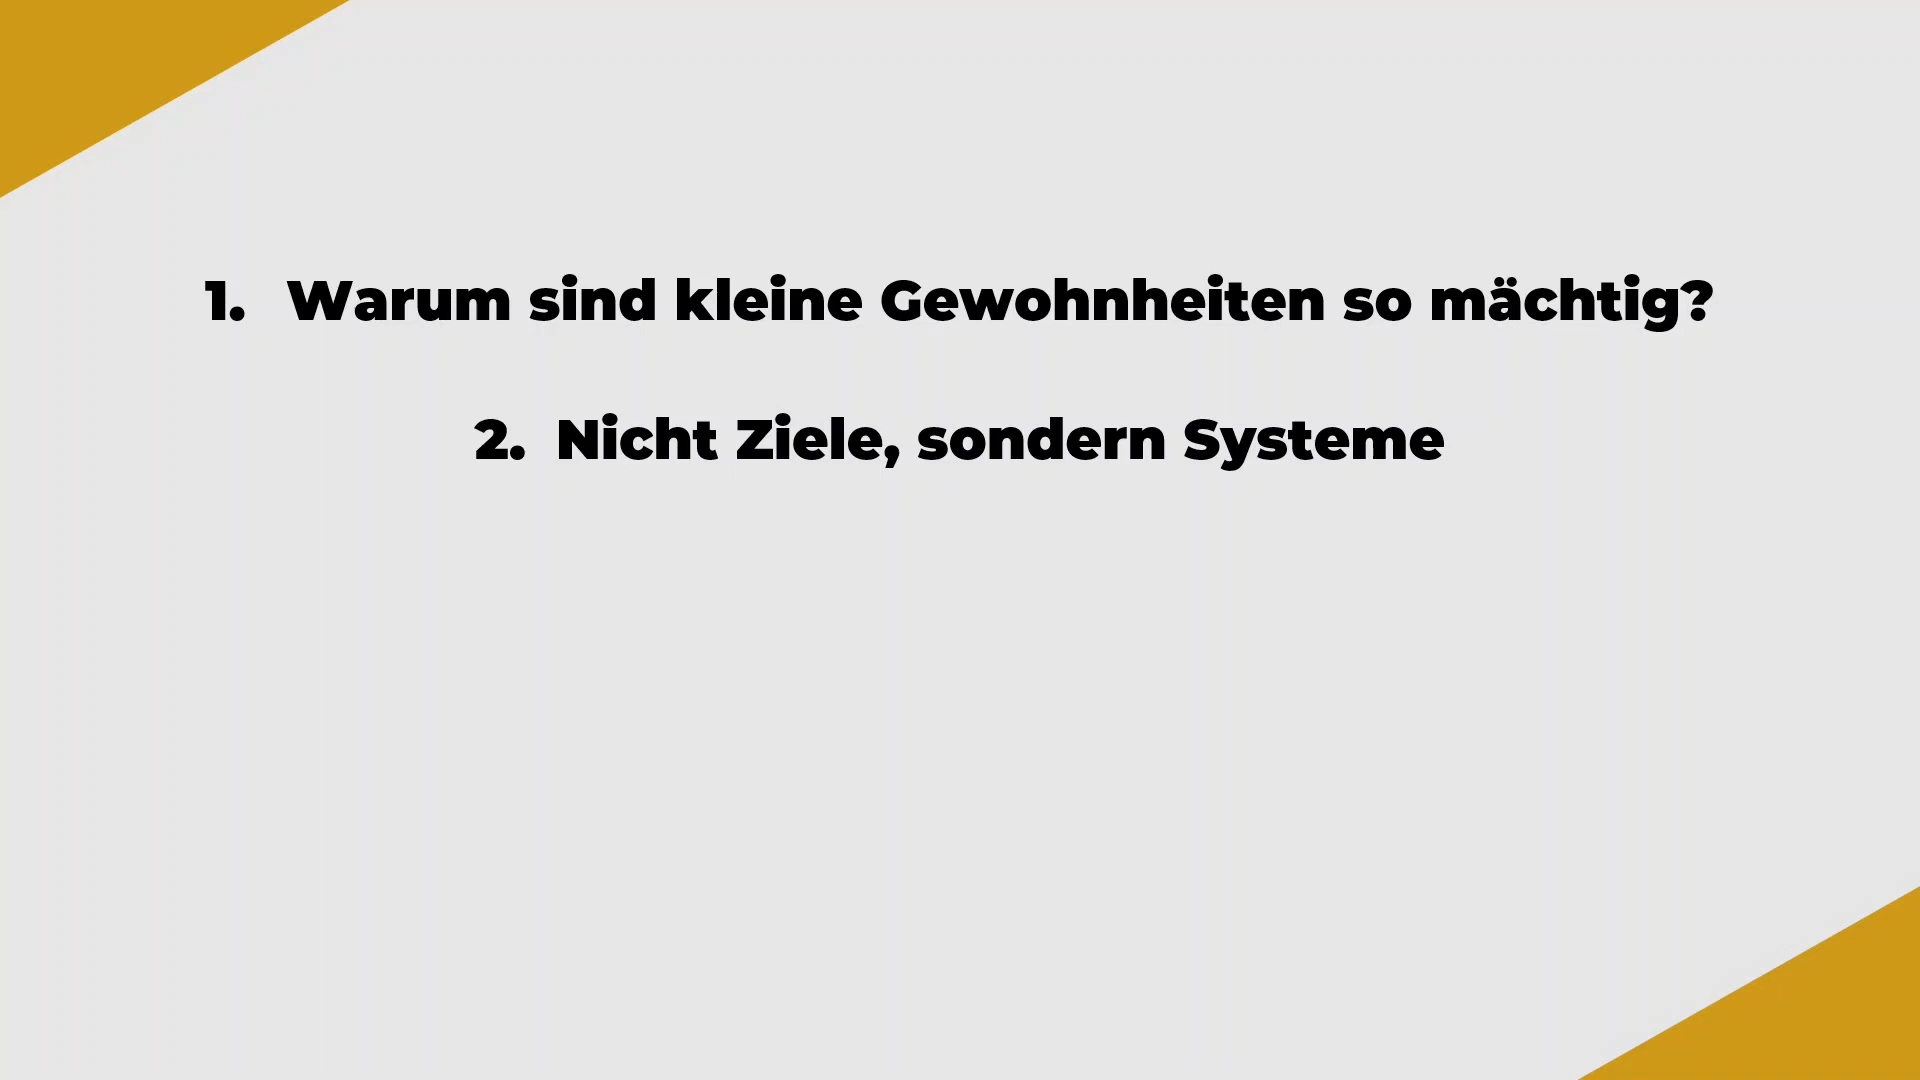 1. Warum sind kleine Gewohnheiten so mächtig?
2. Nicht Ziele, sondern Systeme